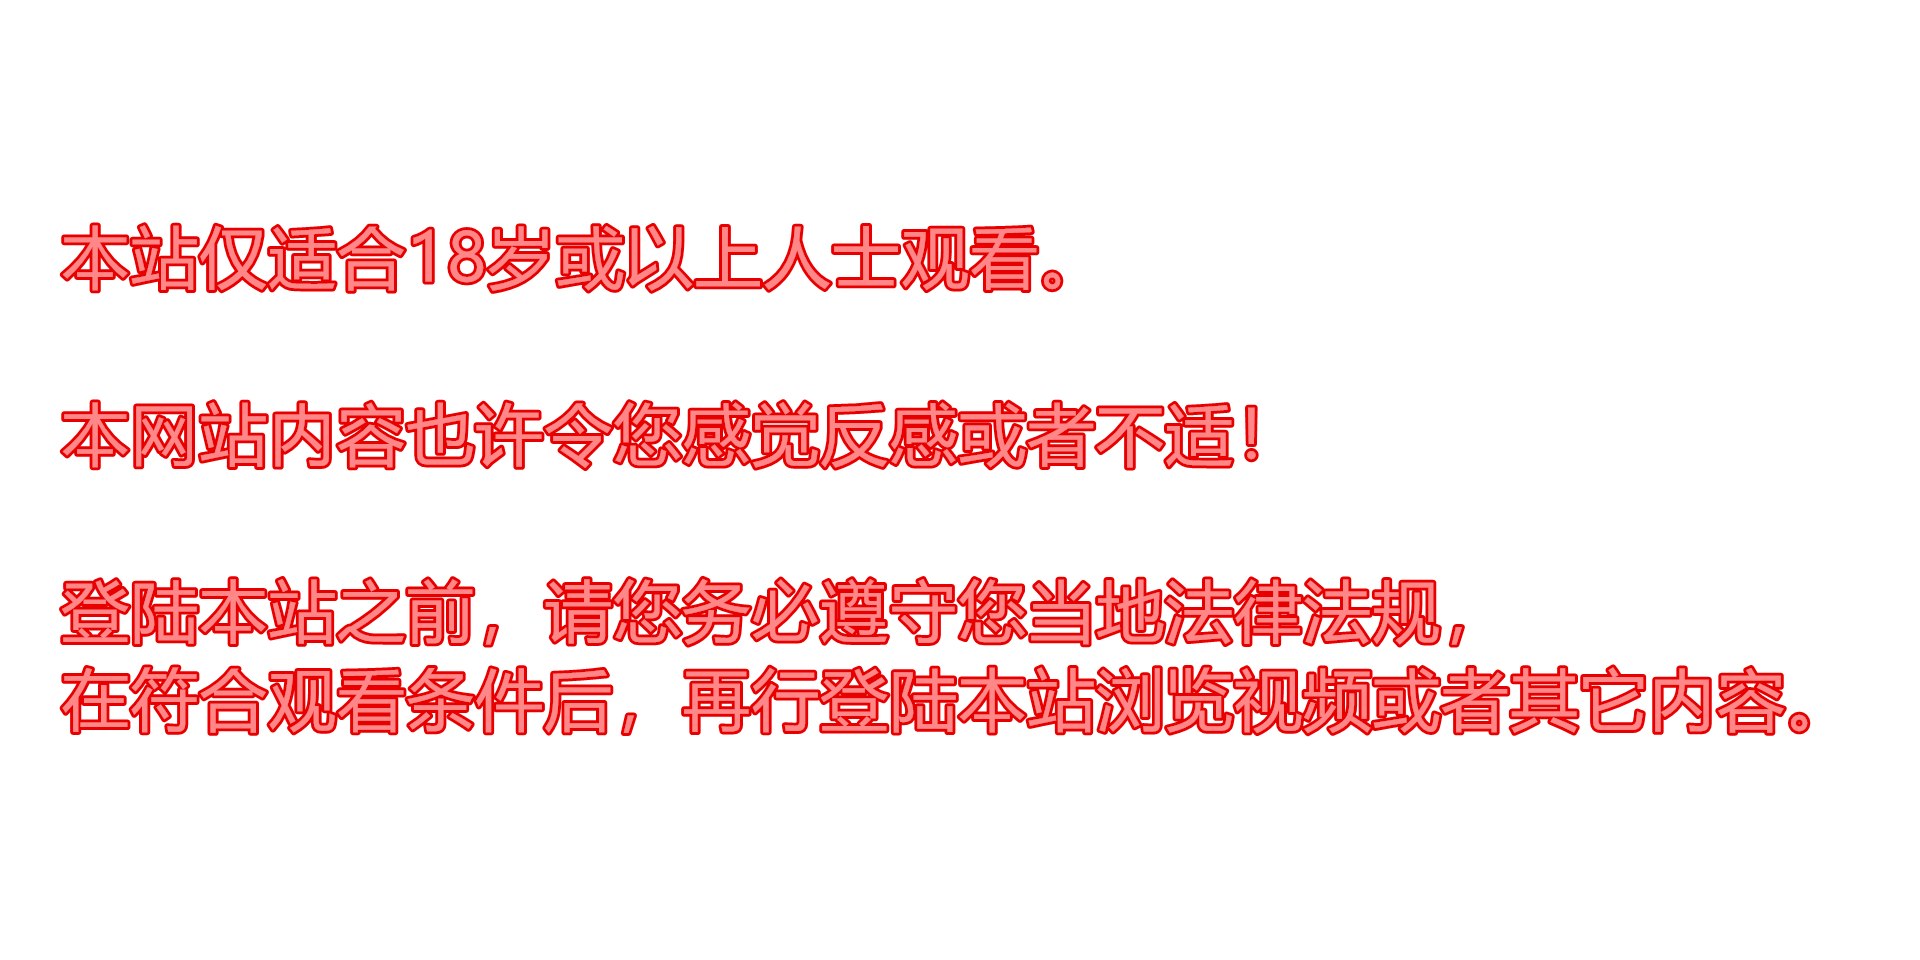 本站仅适合18岁或以上人士观看。
本网站内容也许令您感觉反感或者不适！
登陆本站之前，请您务必遵守您当地法律法规，
在符合观看条件后，再行登陆本站浏览视频或者其它内容。